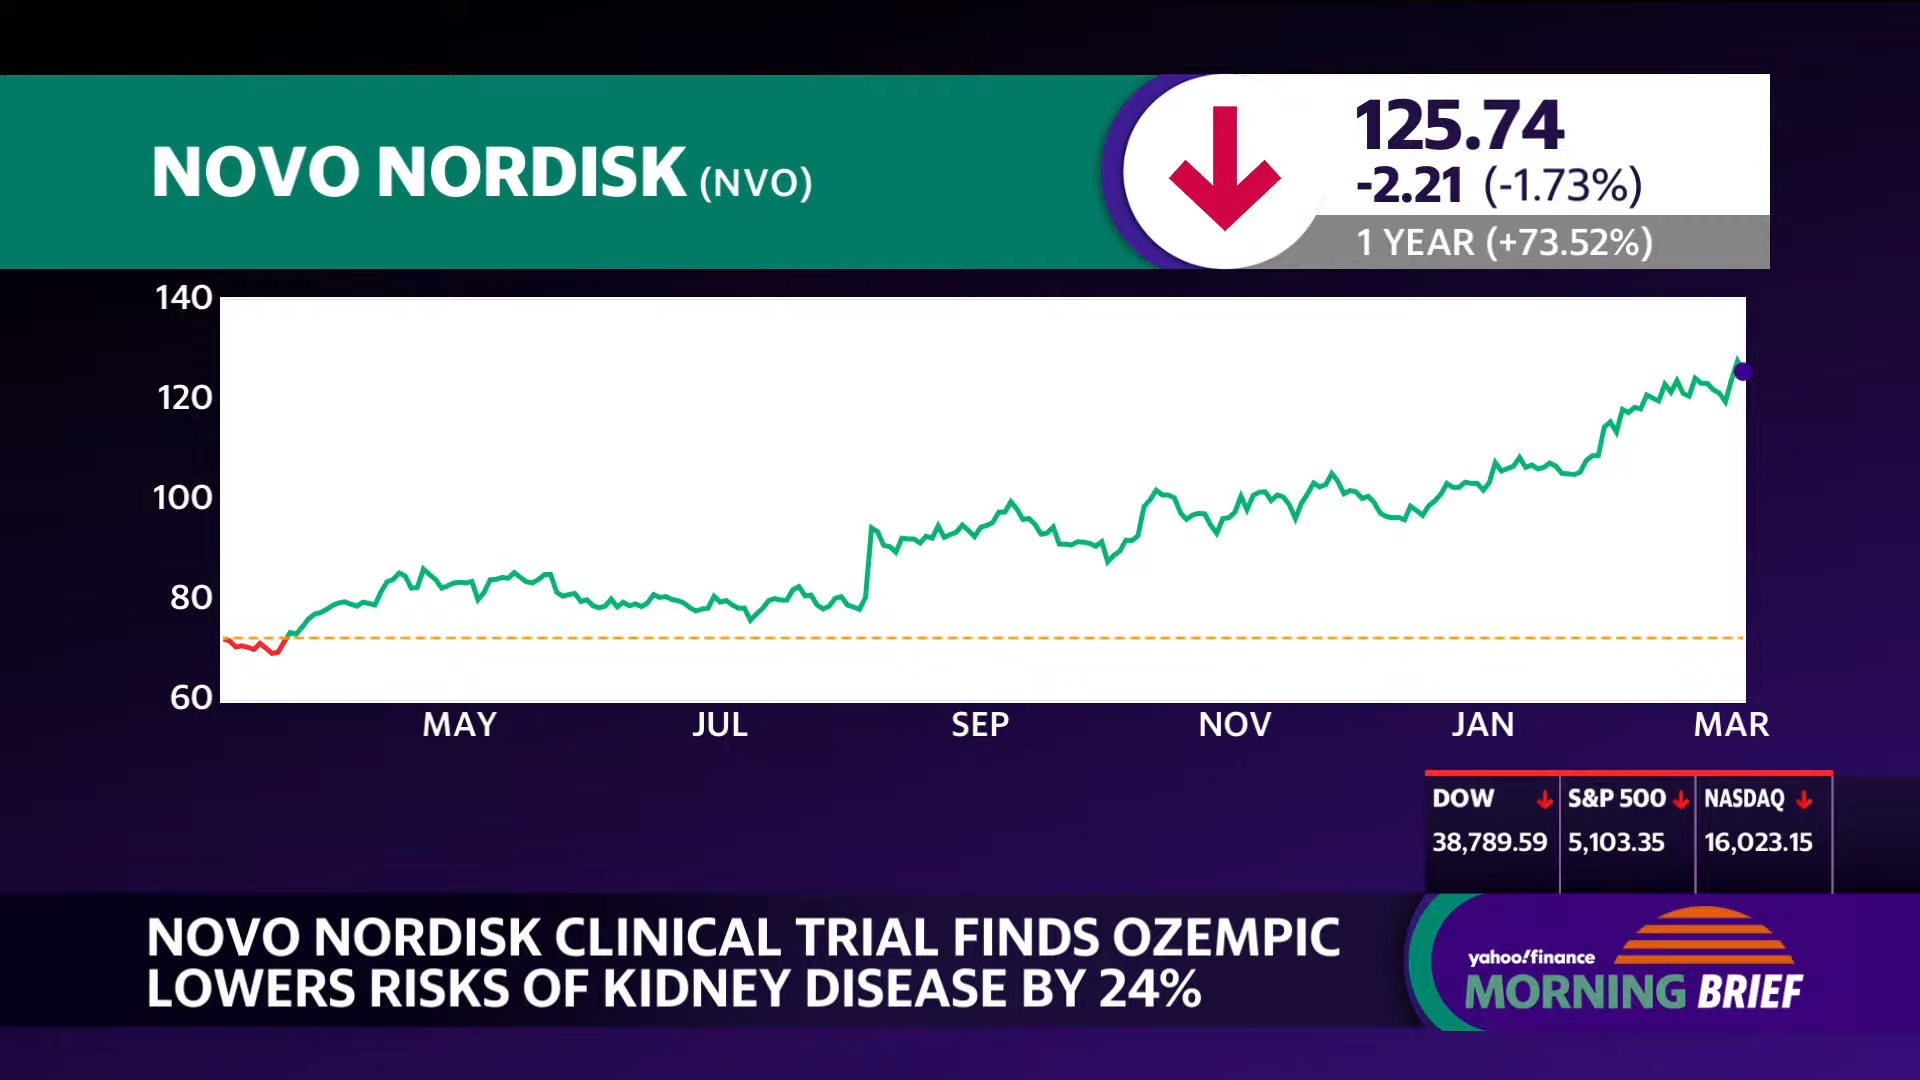 NOVO NORDISK (NVO)
125.74
-2.21 (-1.73%)
1 YEAR (+73.52%)
140
120
100
80
60
MAY JUL SEP NOV JAN MAR
DOW S&P 500 NASDAQ
38,789.59 5,103.35 16,023.15
NOVO NORDISK CLINICAL TRIAL FINDS OZEMPIC
LOWERS RISKS OF KIDNEY DISEASE BY 24%
yahoo!finance
MORNING BRIEF